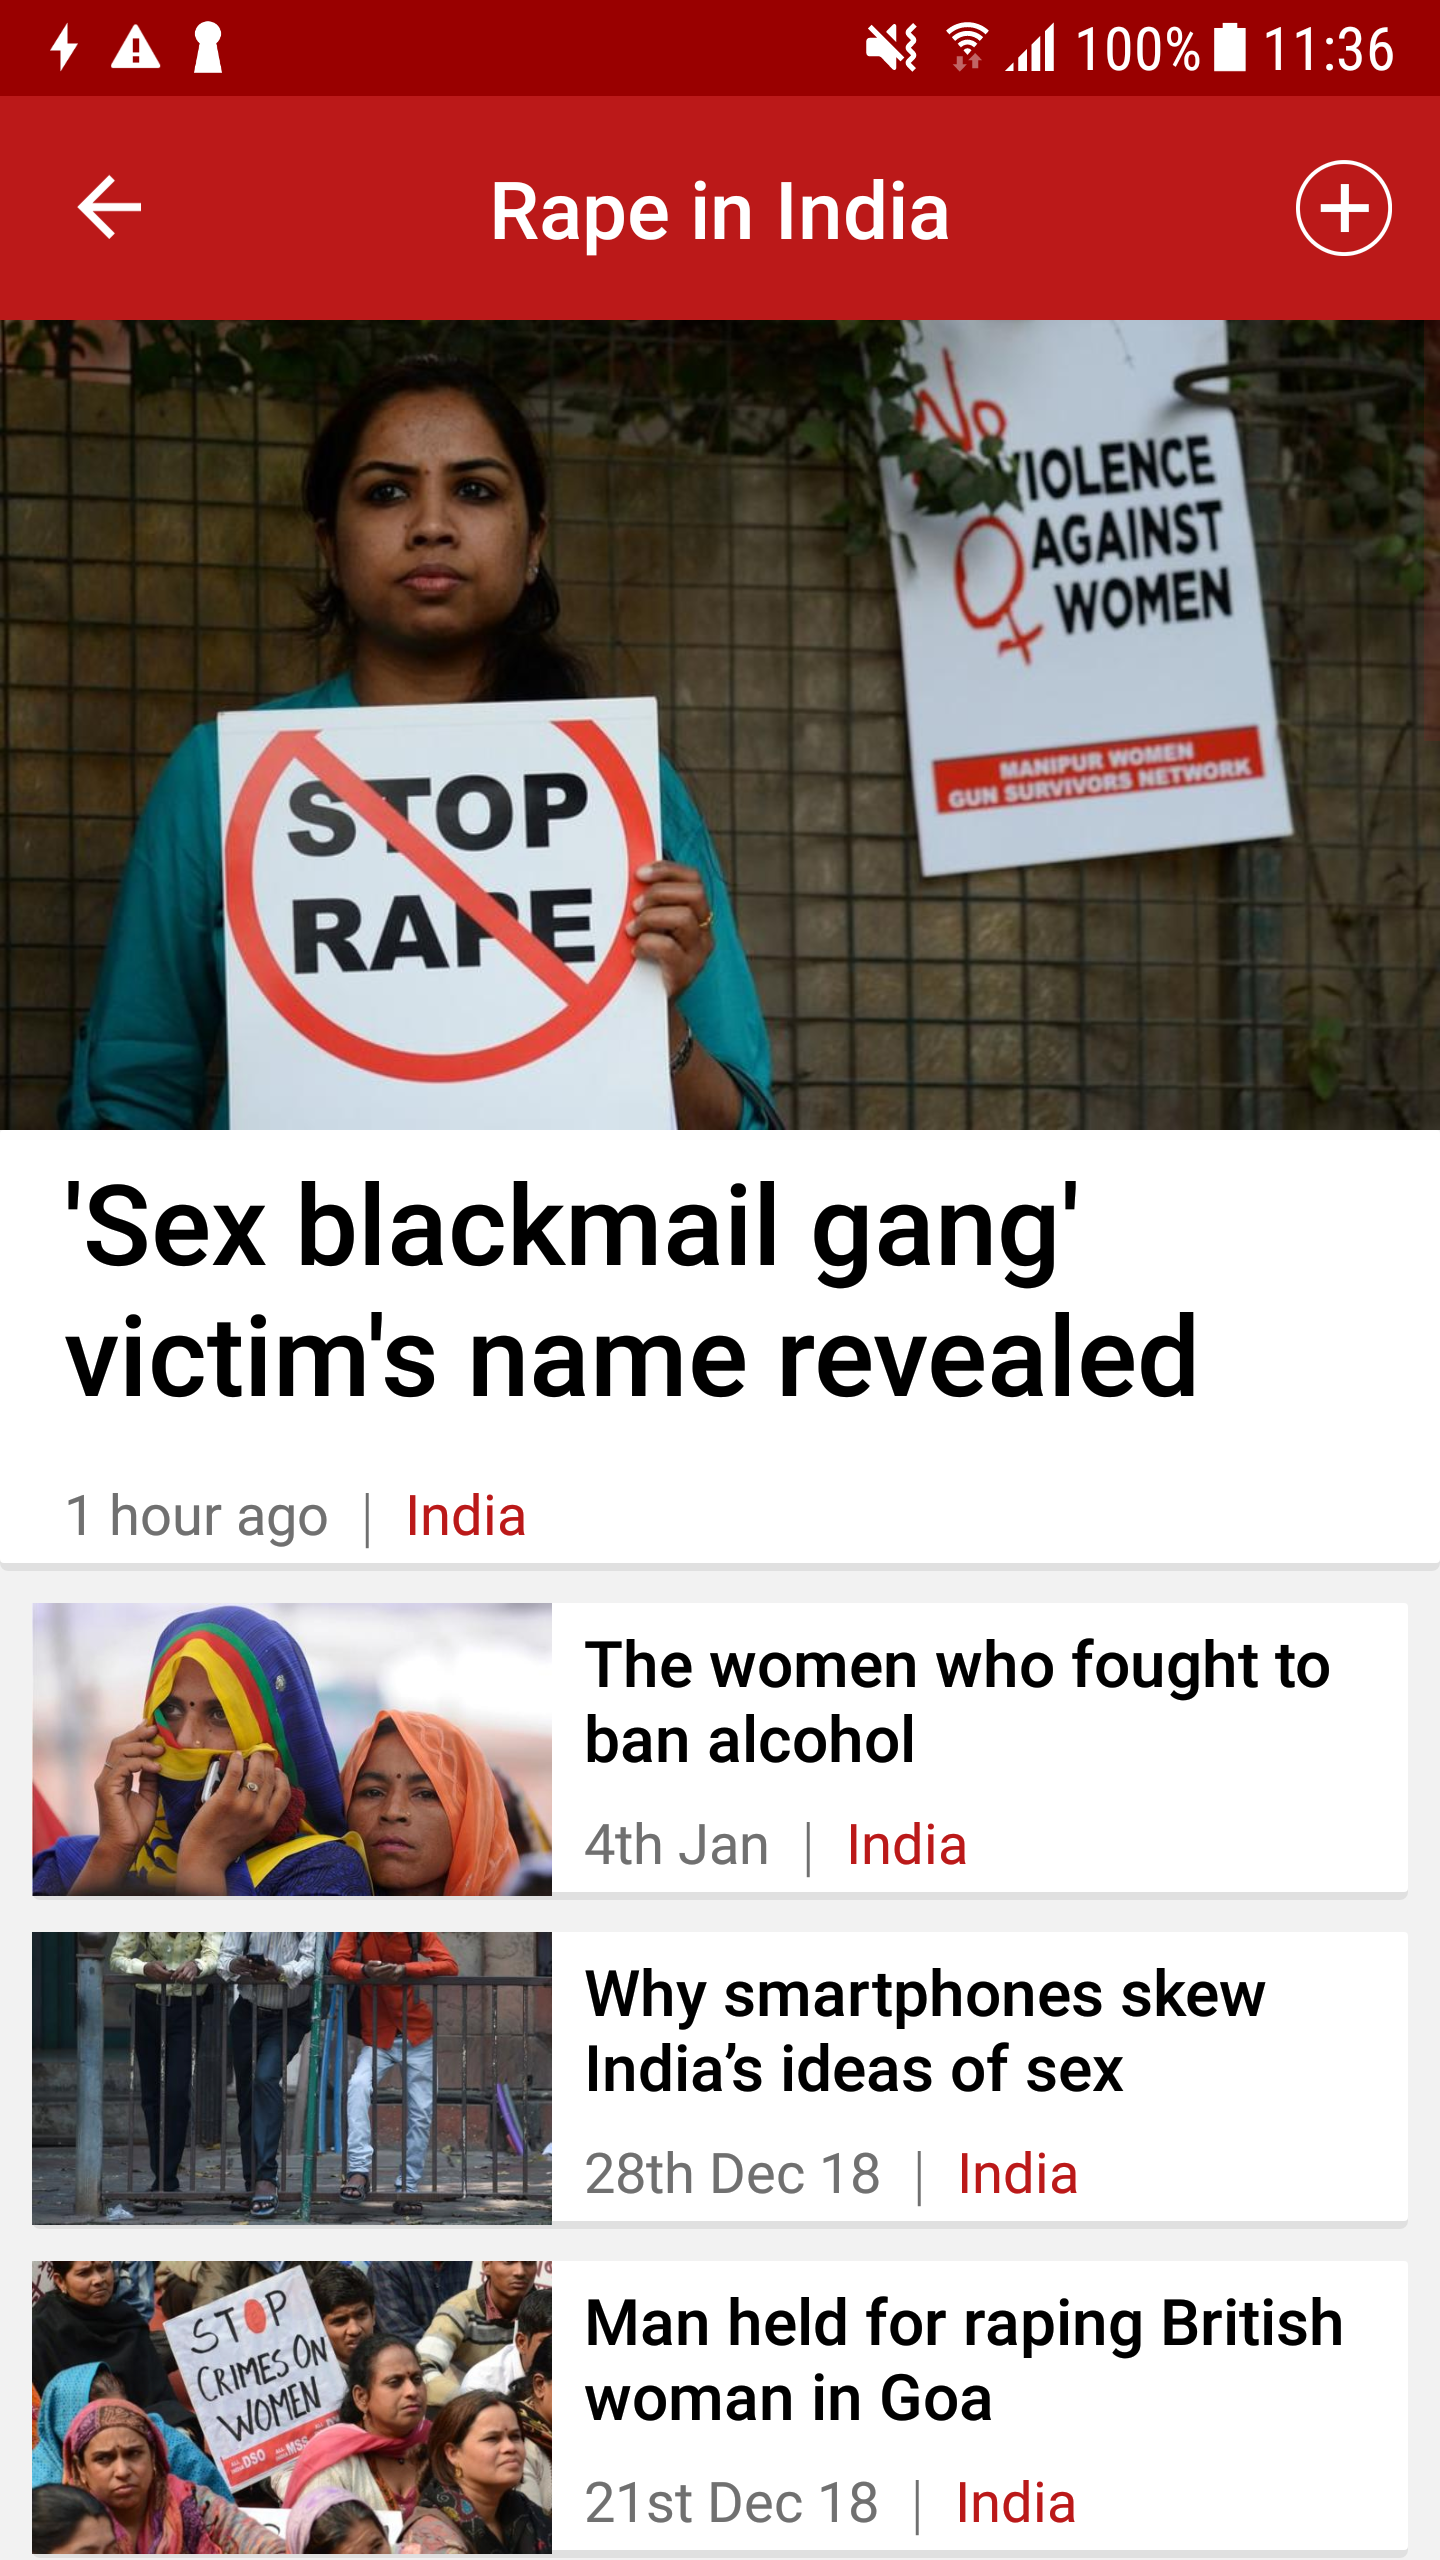 100% 11:36
Rape in India
No
VIOLENCE
AGAINST
WOMEN
MANIPUR WOMEN
GUN SURVIVORS NETWORK
STOP
RAPE
'Sex blackmail gang'
victim's name revealed
1 hour ago | India
The women who fought to
ban alcohol
4th Jan | India
Why smartphones skew
India’s ideas of sex
28th Dec 18 | India
STOP
CRIMES ON
WOMEN
DSO MSS
Man held for raping British
woman in Goa
21st Dec 18 | India